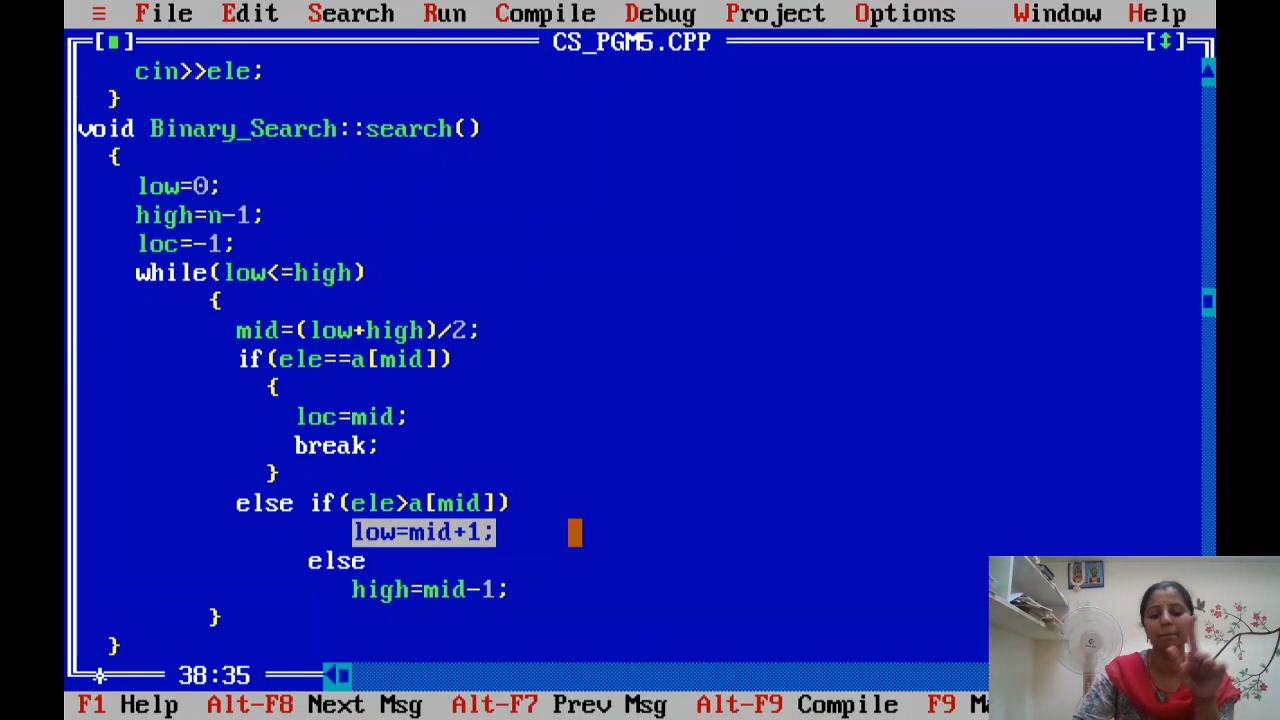 ≡ File Edit Search Run Compile Debug Project Options Window Help
[■] CS_PGM5.CPP [↕]
cin>>ele;
}
void Binary_Search::search()
{
low=0;
high=n-1;
loc=-1;
while(low<=high)
{
mid=(low+high)/2;
if(ele==a[mid])
{
loc=mid;
break;
}
else if(ele>a[mid])
low=mid+1;
else
high=mid-1;
}
}
38:35
F1 Help Alt-F8 Next Msg Alt-F7 Prev Msg Alt-F9 Compile F9